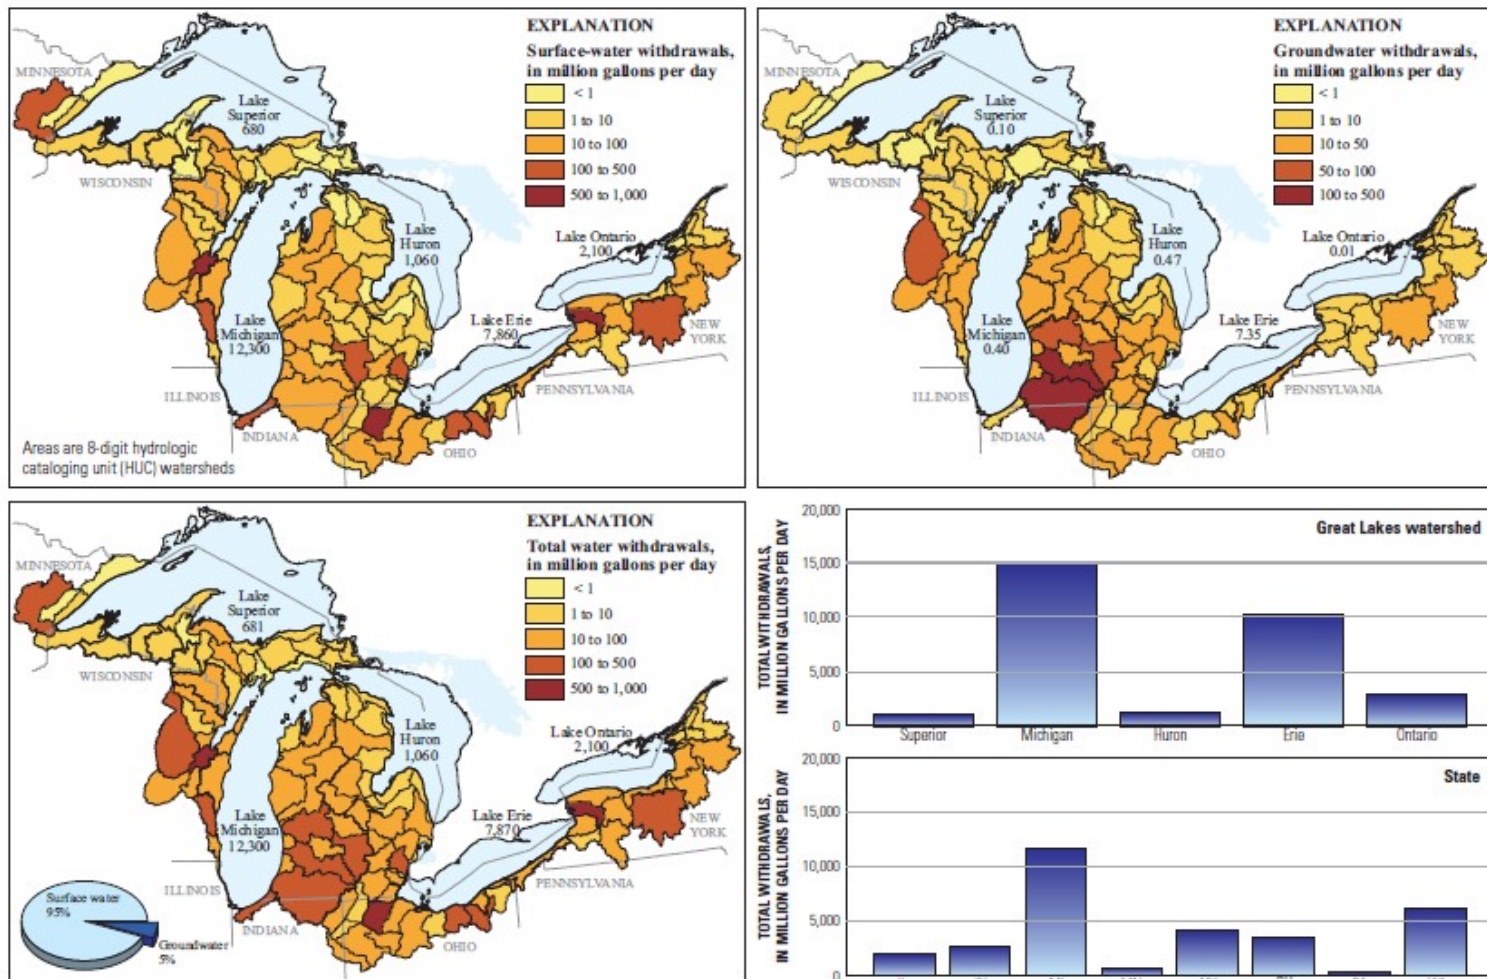 EXPLANATION
Surface-water withdrawals,
in million gallons per day
< 1
1 to 10
10 to 100
100 to 500
500 to 1,000
MINNESOTA
Lake
Superior
680
WISCONSIN
Lake
Huron
1,060
Lake Ontario
2,100
Lake
Michigan
12,300
Lake Erie
7,860
NEW
YORK
PENNSYLVANIA
ILLINOIS
INDIANA
OHIO
Areas are 8-digit hydrologic
cataloging unit (HUC) watersheds
EXPLANATION
Groundwater withdrawals,
in million gallons per day
< 1
1 to 10
10 to 50
50 to 100
100 to 500
MINNESOTA
Lake
Superior
0.10
WISCONSIN
Lake
Huron
0.47
Lake Ontario
0.01
Lake
Michigan
0.40
Lake Erie
7.35
NEW
YORK
PENNSYLVANIA
ILLINOIS
INDIANA
OHIO
EXPLANATION
Total water withdrawals,
in million gallons per day
< 1
1 to 10
10 to 100
100 to 500
500 to 1,000
MINNESOTA
Lake
Superior
681
WISCONSIN
Lake
Huron
1,060
Lake Ontario
2,100
Lake
Michigan
12,300
Lake Erie
7,870
NEW
YORK
PENNSYLVANIA
ILLINOIS
INDIANA
OHIO
Surface water
95%
Groundwater
5%
TOTAL WITHDRAWALS,
IN MILLION GALLONS PER DAY
20,000
15,000
10,000
5,000
0
Great Lakes watershed
Superior Michigan Huron Erie Ontario
TOTAL WITHDRAWALS,
IN MILLION GALLONS PER DAY
20,000
15,000
10,000
5,000
0
State